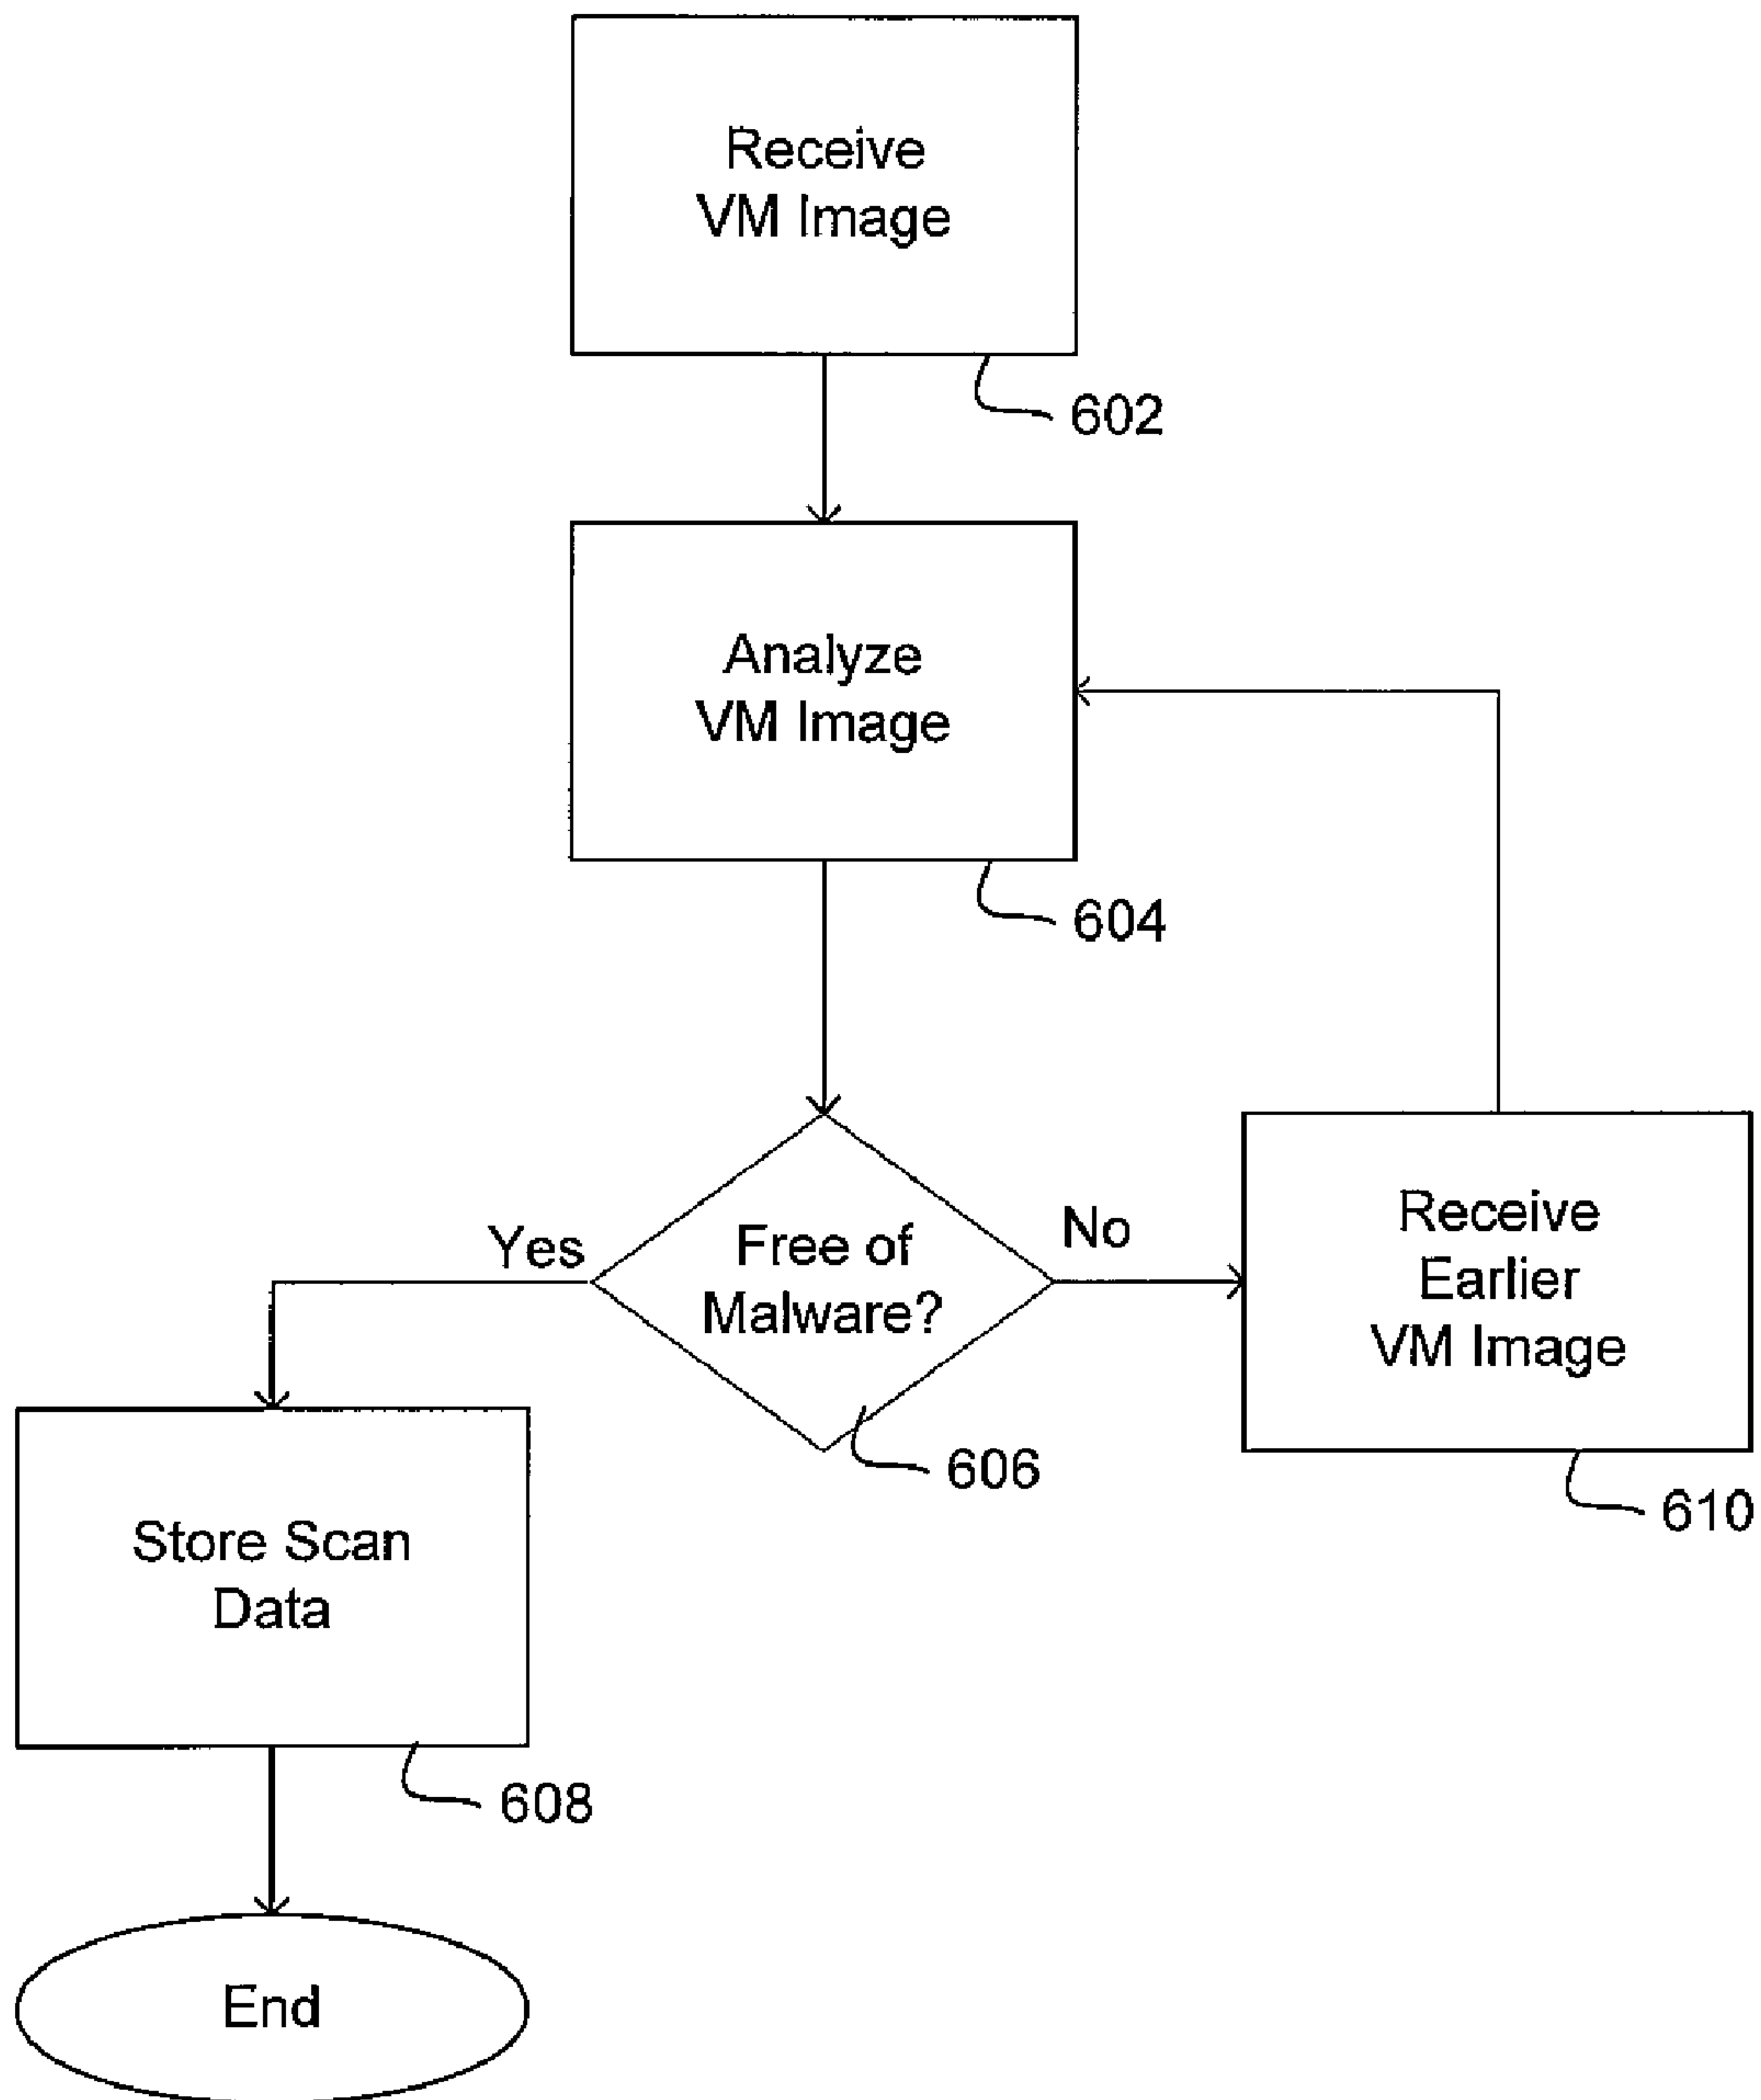 Receive
VM Image
602
Analyze
VM Image
604
Yes
Free of
Malware?
No
606
Receive
Earlier
VM Image
610
Store Scan
Data
608
End